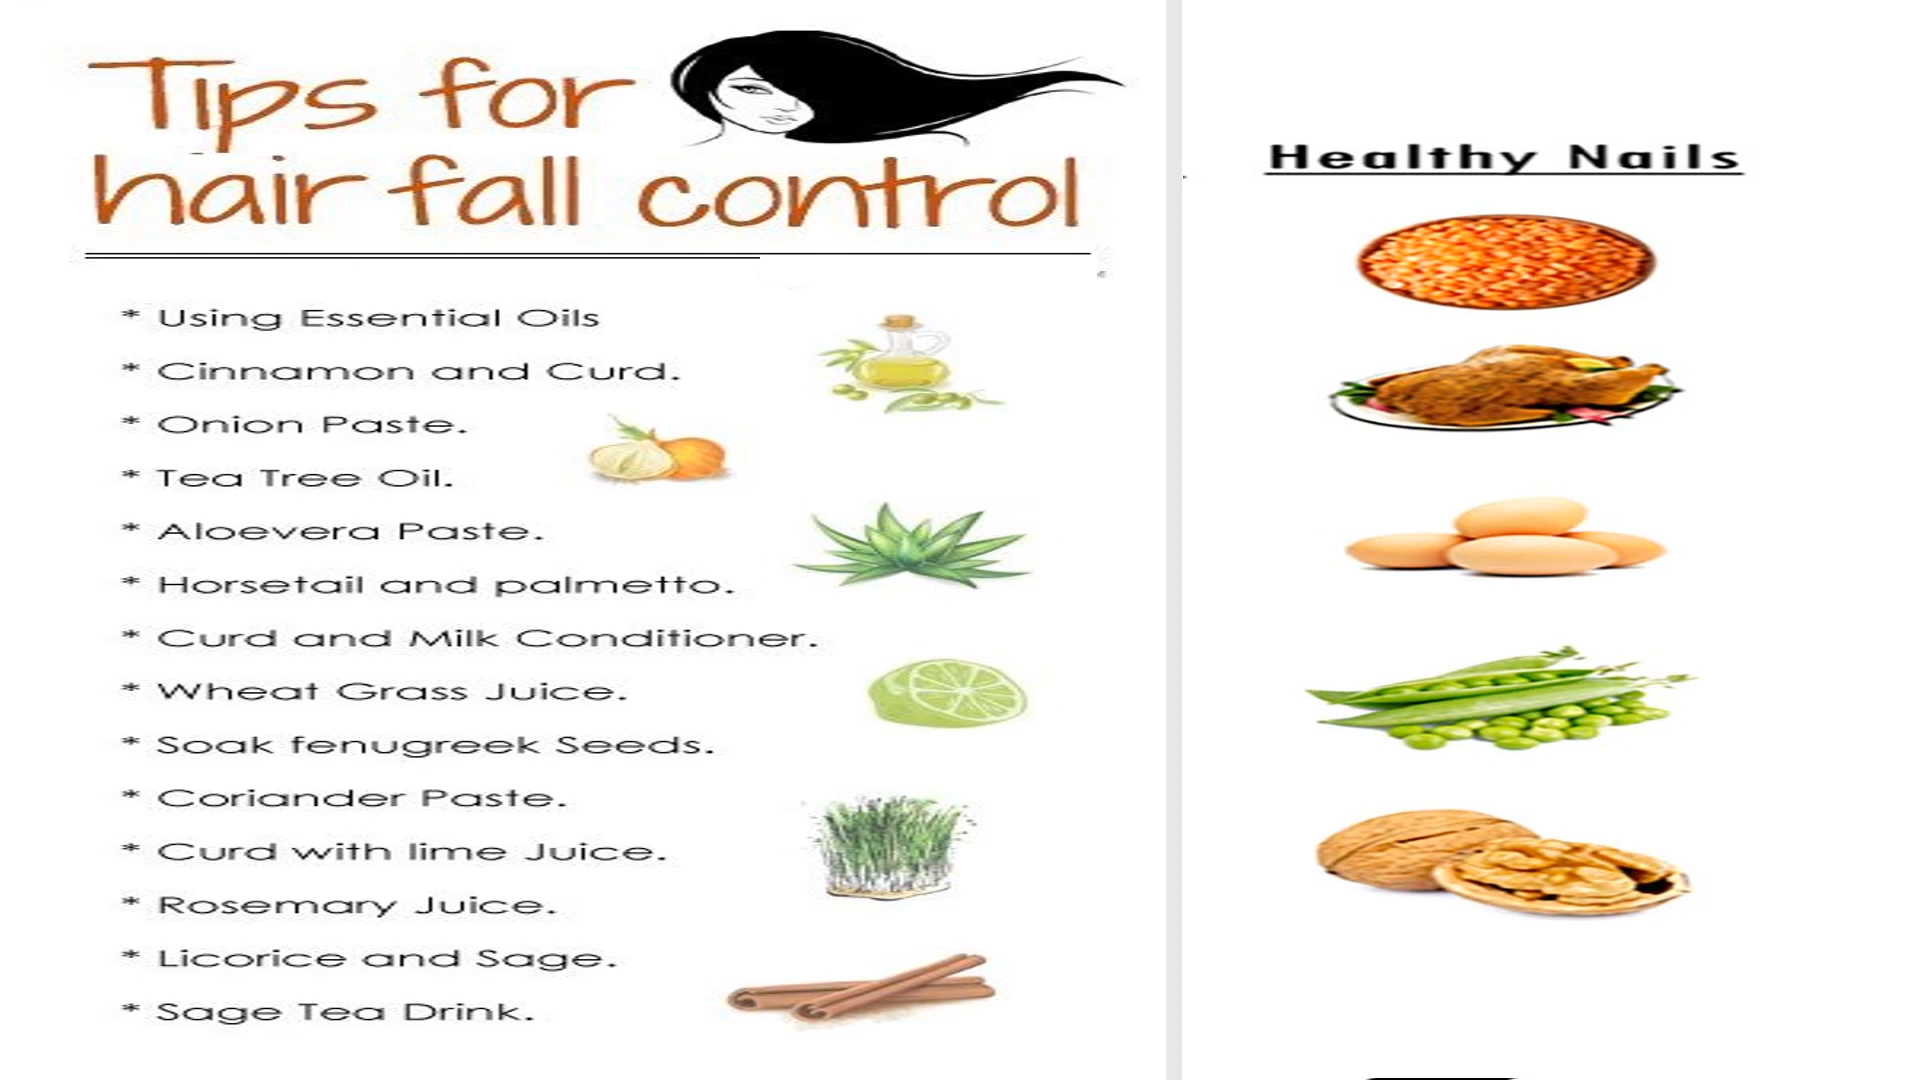 Tips for
hair fall control
* Using Essential Oils
* Cinnamon and Curd.
* Onion Paste.
* Tea Tree Oil.
* Aloevera Paste.
* Horsetail and palmetto.
* Curd and Milk Conditioner.
* Wheat Grass Juice.
* Soak fenugreek Seeds.
* Coriander Paste.
* Curd with lime Juice.
* Rosemary Juice.
* Licorice and Sage.
* Sage Tea Drink.
Healthy Nails